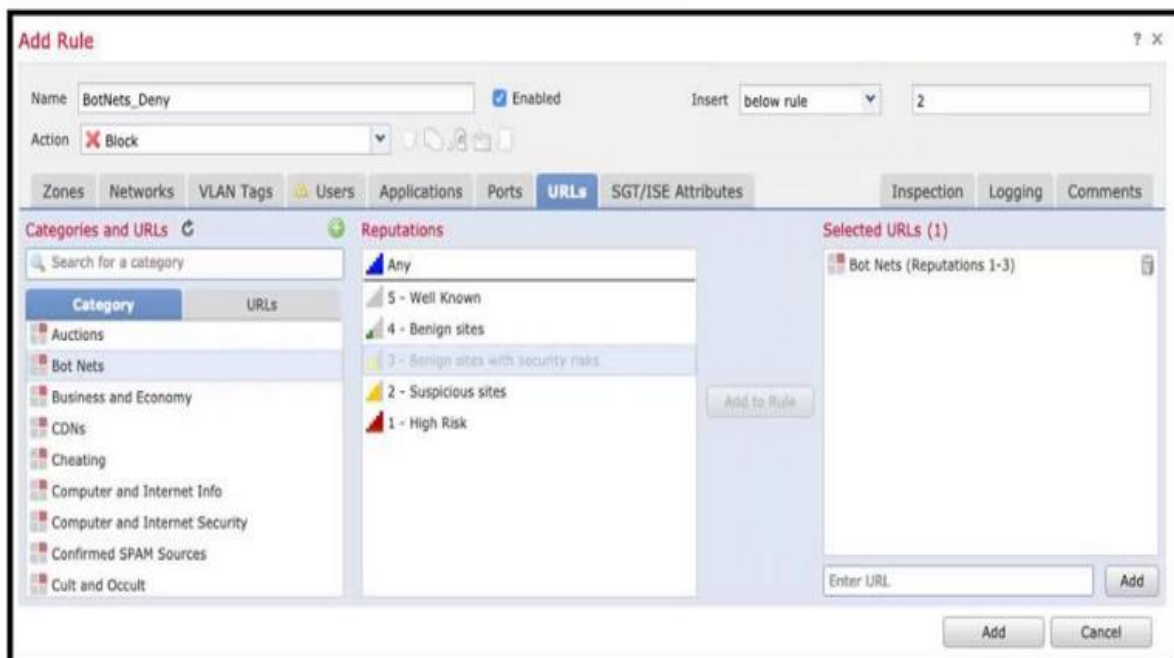 Add Rule ? X
Name BotNets_Deny Enabled Insert below rule 2
Action Block
Zones Networks VLAN Tags Users Applications Ports URLs SGT/ISE Attributes Inspection Logging Comments
Categories and URLs
Search for a category
Category URLs
Auctions
Bot Nets
Business and Economy
CDNs
Cheating
Computer and Internet Info
Computer and Internet Security
Confirmed SPAM Sources
Cult and Occult
Reputations
Any
5 - Well Known
4 - Benign sites
3 - Benign sites with security risks
2 - Suspicious sites
1 - High Risk
Add to Rule
Selected URLs (1)
Bot Nets (Reputations 1-3)
Enter URL Add
Add Cancel